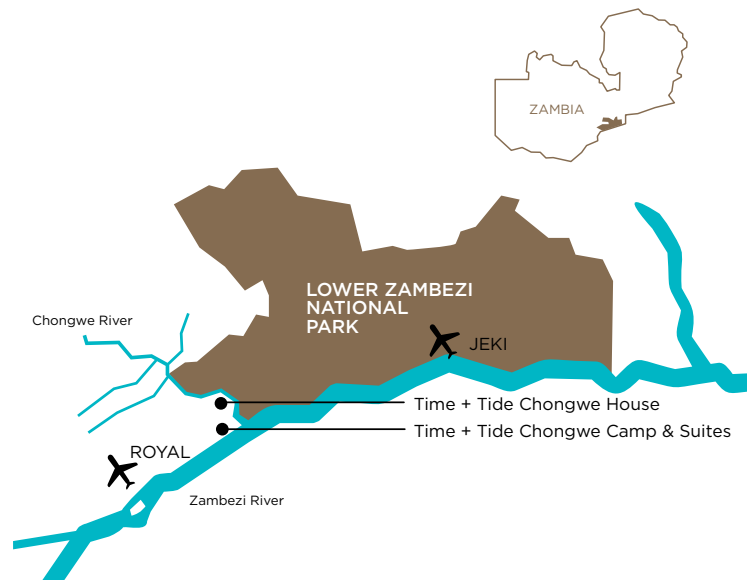 ZAMBIA
LOWER ZAMBEZI
NATIONAL
PARK
Chongwe River
JEKI
Time + Tide Chongwe House
Time + Tide Chongwe Camp & Suites
ROYAL
Zambezi River